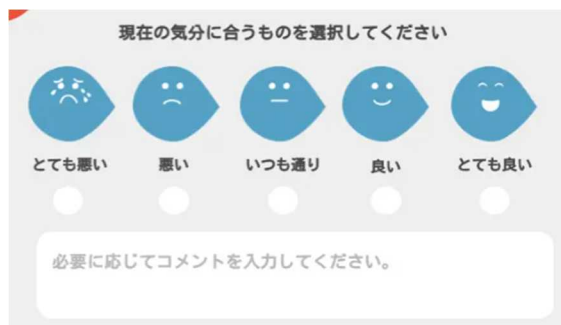 現在の気分に合うものを選択してください
とても悪い 悪い いつも通り 良い とても良い
必要に応じてコメントを入力してください。